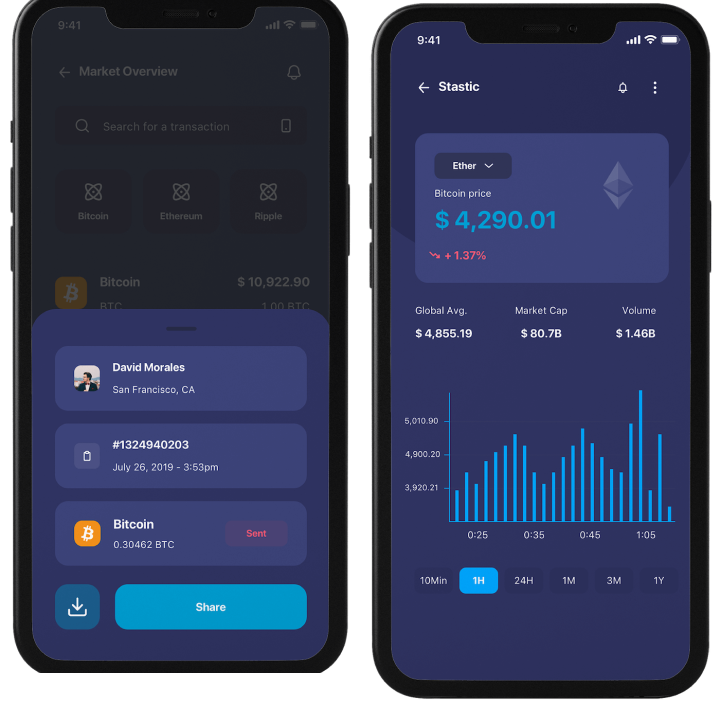 9:41
Market Overview
Search for a transaction
Bitcoin
Ethereum
Ripple
Bitcoin
$ 10,922.90
BTC
1.00 BTC
David Morales
San Francisco, CA
#1324940203
July 26, 2019 - 3:53pm
Bitcoin
0.30462 BTC
Sent
Share
9:41
Stastic
Ether
Bitcoin price
$ 4,290.01
+ 1.37%
Global Avg.
Market Cap
Volume
$ 4,855.19
$ 80.7B
$ 1.46B
5,010.90
4,900.20
3,920.21
0:25
0:35
0:45
1:05
10Min
1H
24H
1M
3M
1Y